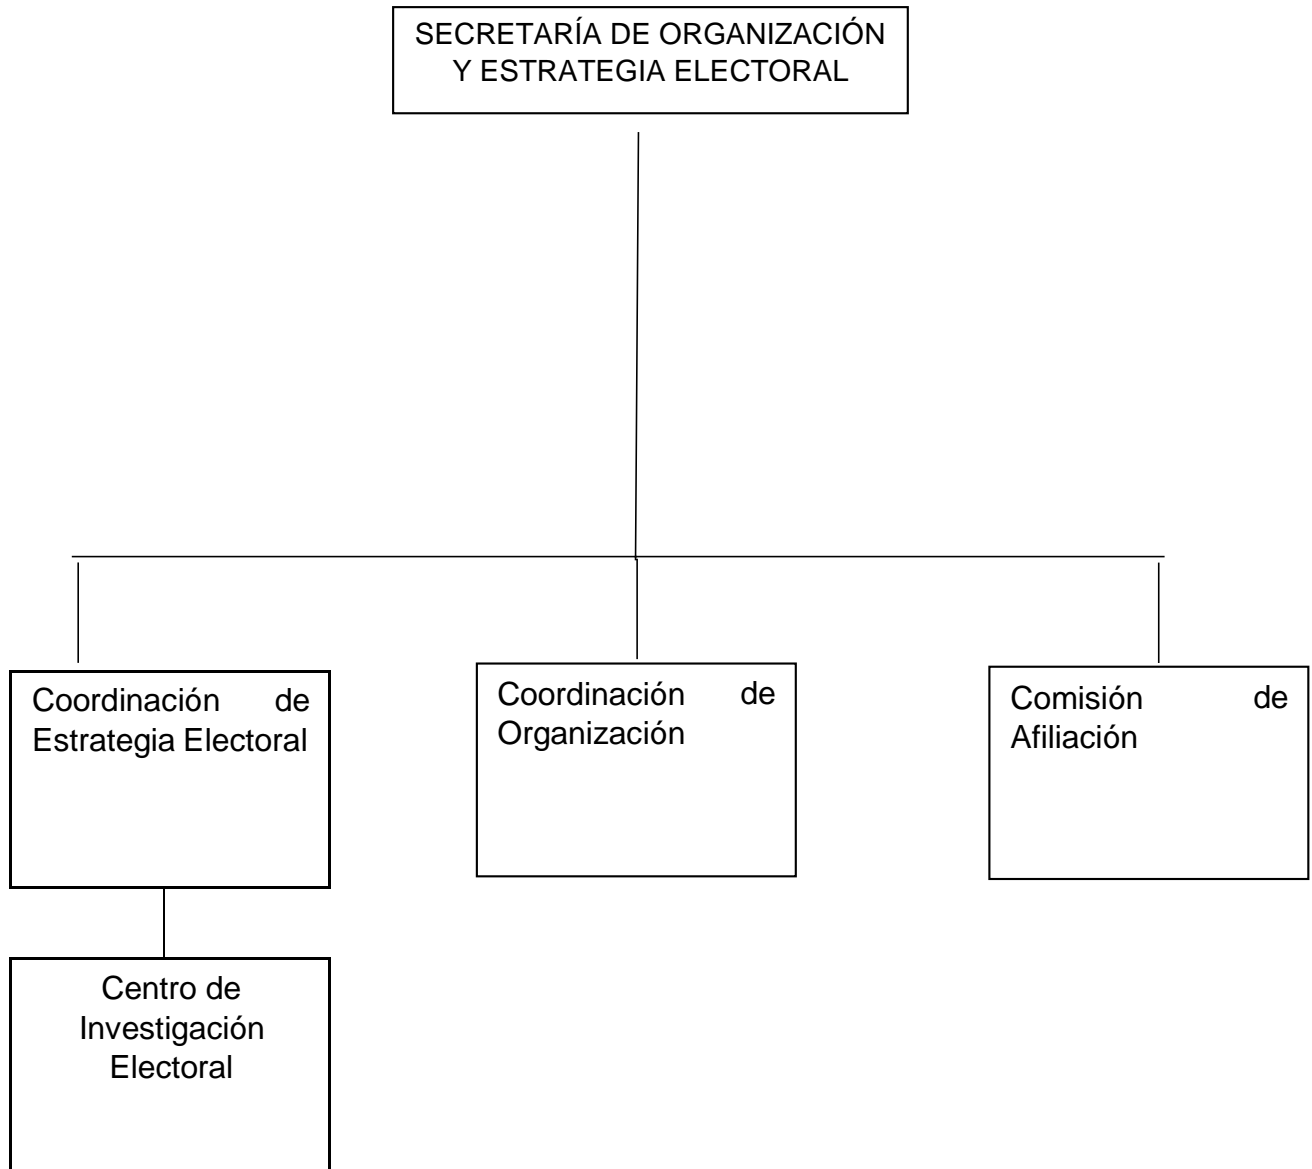 SECRETARÍA DE ORGANIZACIÓN
Y ESTRATEGIA ELECTORAL
Coordinación de
Estrategia Electoral
Coordinación de
Organización
Comisión de
Afiliación
Centro de
Investigación
Electoral